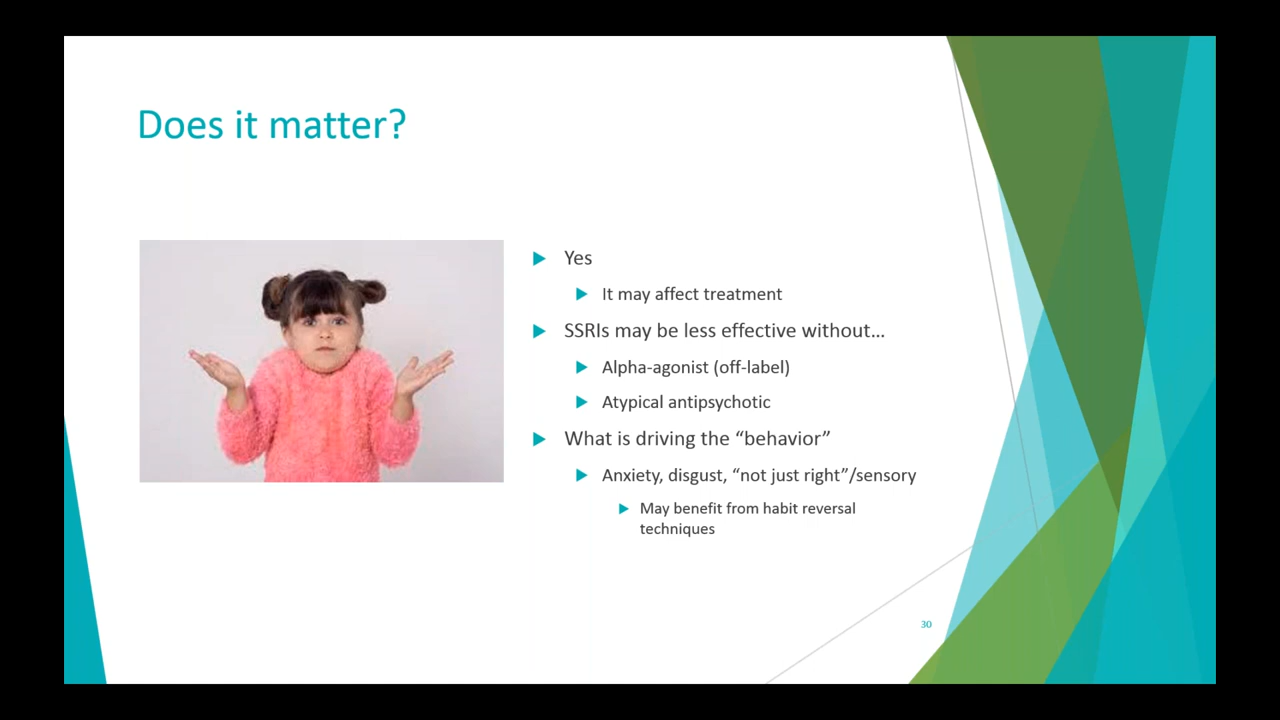 Does it matter?
Yes
It may affect treatment
SSRIs may be less effective without...
Alpha-agonist (off-label)
Atypical antipsychotic
What is driving the “behavior”
Anxiety, disgust, “not just right”/sensory
May benefit from habit reversal
techniques
30